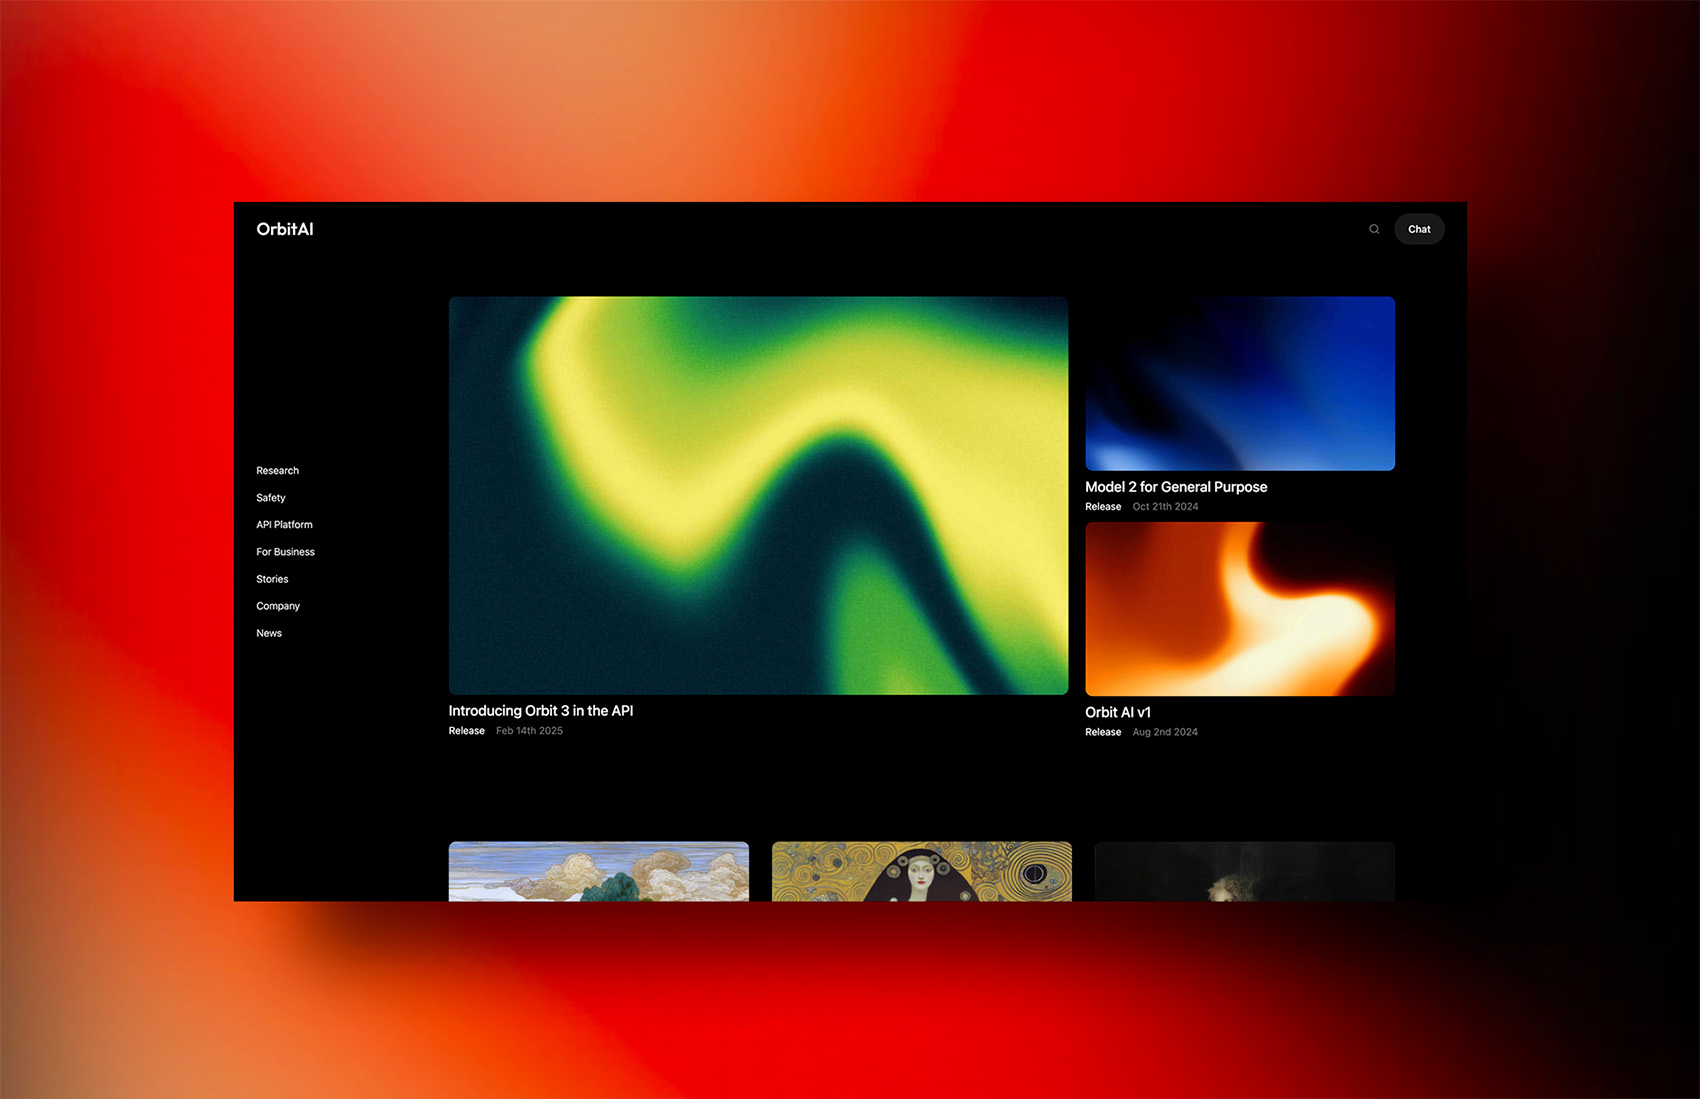 OrbitAI
Chat
Research
Safety
API Platform
For Business
Stories
Company
News
Introducing Orbit 3 in the API
Release Feb 14th 2025
Model 2 for General Purpose
Release Oct 21th 2024
Orbit AI v1
Release Aug 2nd 2024